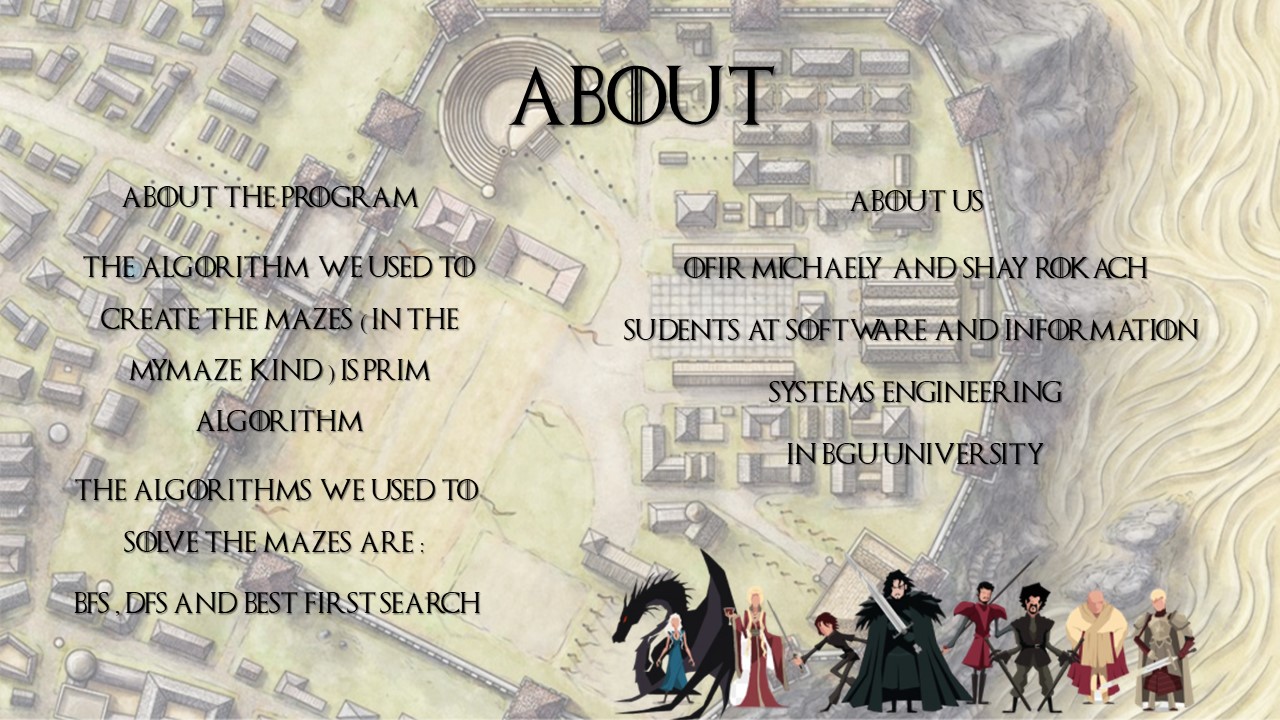 ABOUT
ABOUT THE PROGRAM
THE ALGORITHM WE USED TO
CREATE THE MAZES ( IN THE
MYMAZE KIND ) IS PRIM
ALGORITHM
THE ALGORITHMS WE USED TO
SOLVE THE MAZES ARE :
BFS , DFS AND BEST FIRST SEARCH
ABOUT US
OFIR MICHAELY AND SHAY ROKACH
SUDENTS AT SOFTWARE AND INFORMATION
SYSTEMS ENGINEERING
IN BGU UNIVERSITY